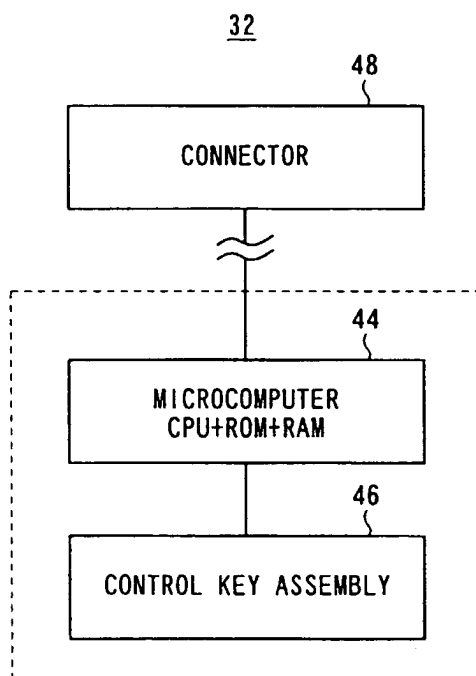 32
48
CONNECTOR
44
MICROCOMPUTER
CPU+ROM+RAM
46
CONTROL KEY ASSEMBLY